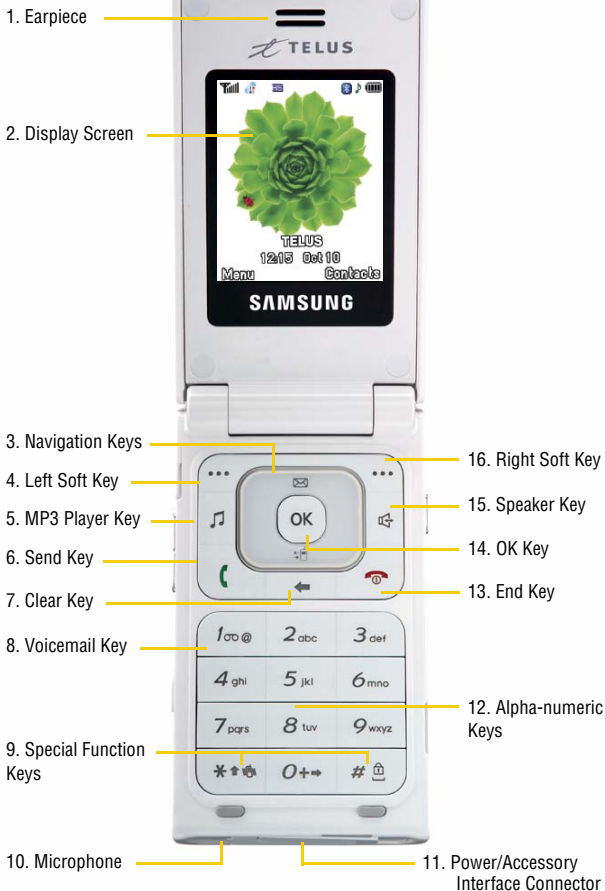 1. Earpiece
TELUS
2. Display Screen
TELUS
12:15 Oct 10
Menu Contacts
SAMSUNG
3. Navigation Keys
4. Left Soft Key
5. MP3 Player Key
6. Send Key
7. Clear Key
8. Voicemail Key
9. Special Function
Keys
10. Microphone
OK
1 @ 2 abc 3 def
4 ghi 5 jkl 6 mno
7 pqrs 8 tuv 9 wxyz
* 0+ #
16. Right Soft Key
15. Speaker Key
14. OK Key
13. End Key
12. Alpha-numeric
Keys
11. Power/Accessory
Interface Connector